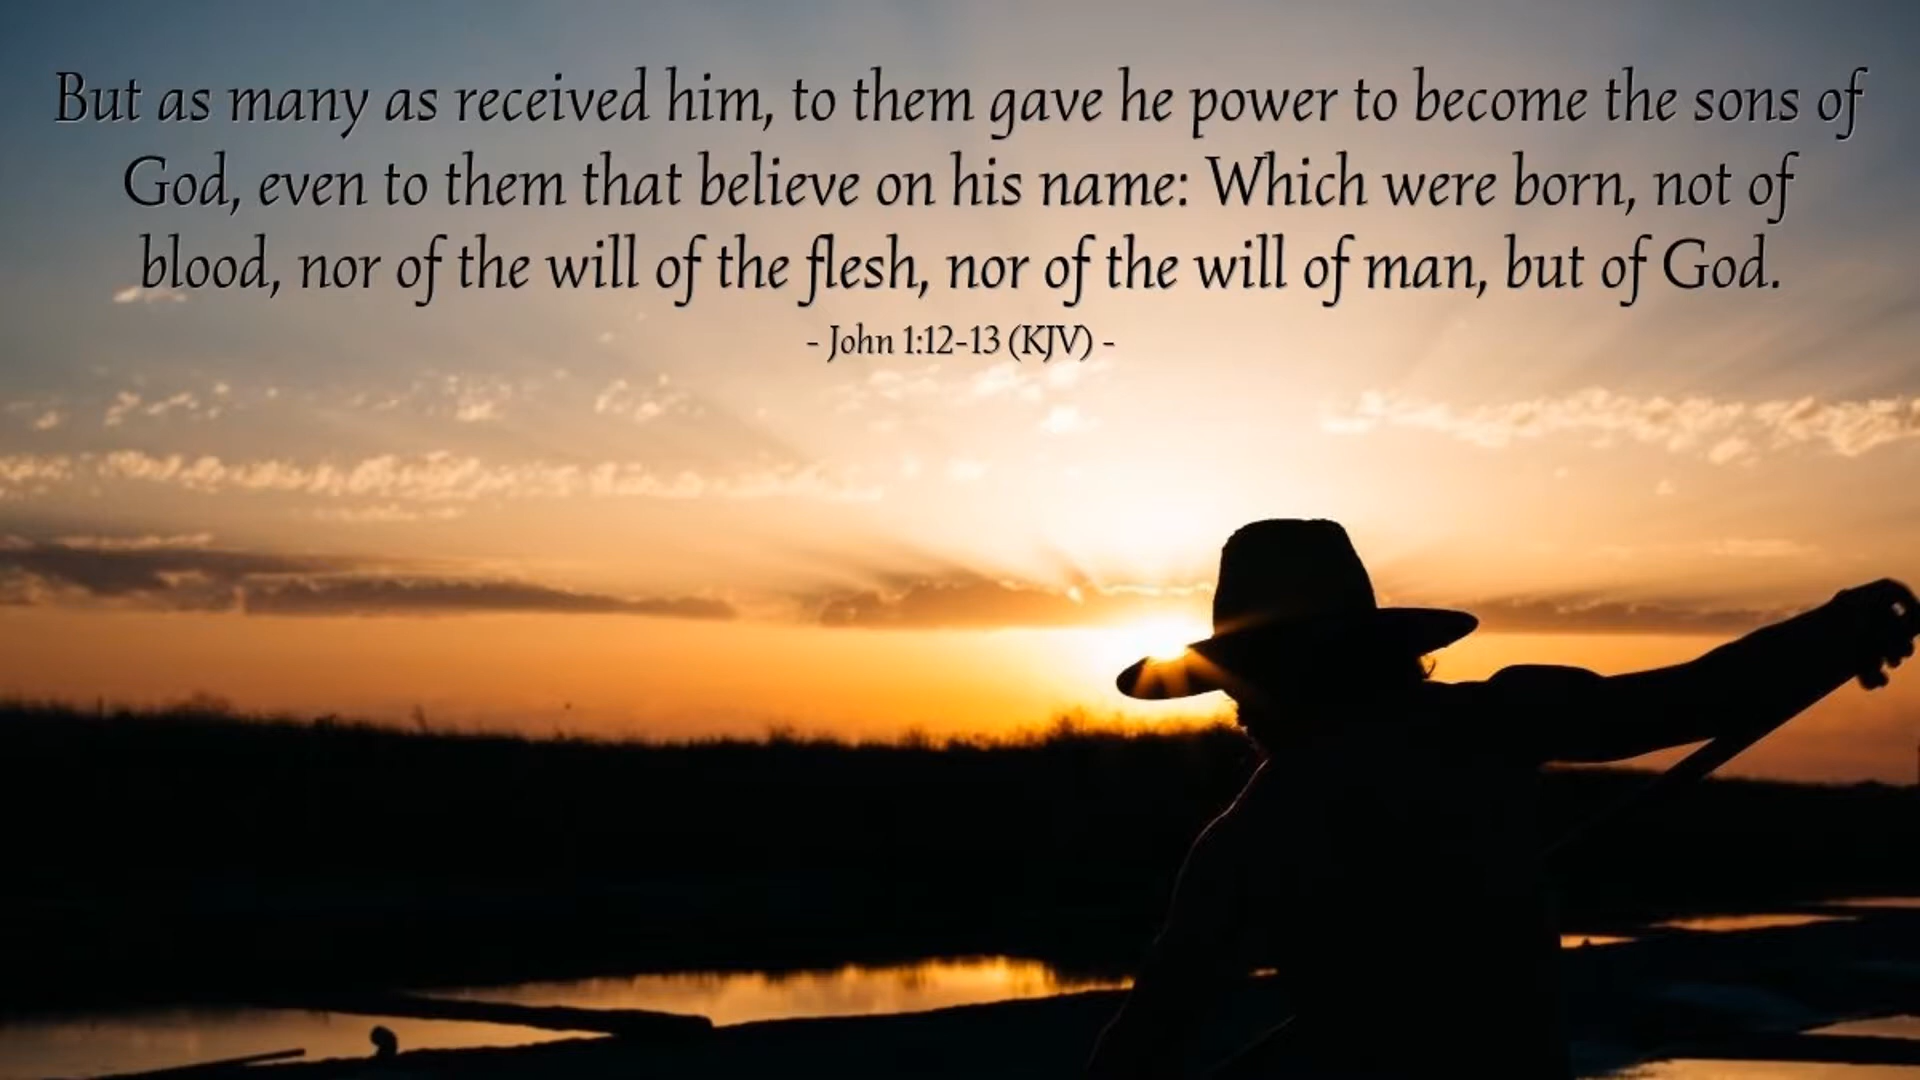 But as many as received him, to them gave he power to become the sons of
God, even to them that believe on his name: Which were born, not of
blood, nor of the will of the flesh, nor of the will of man, but of God.
- John 1:12-13 (KJV) -